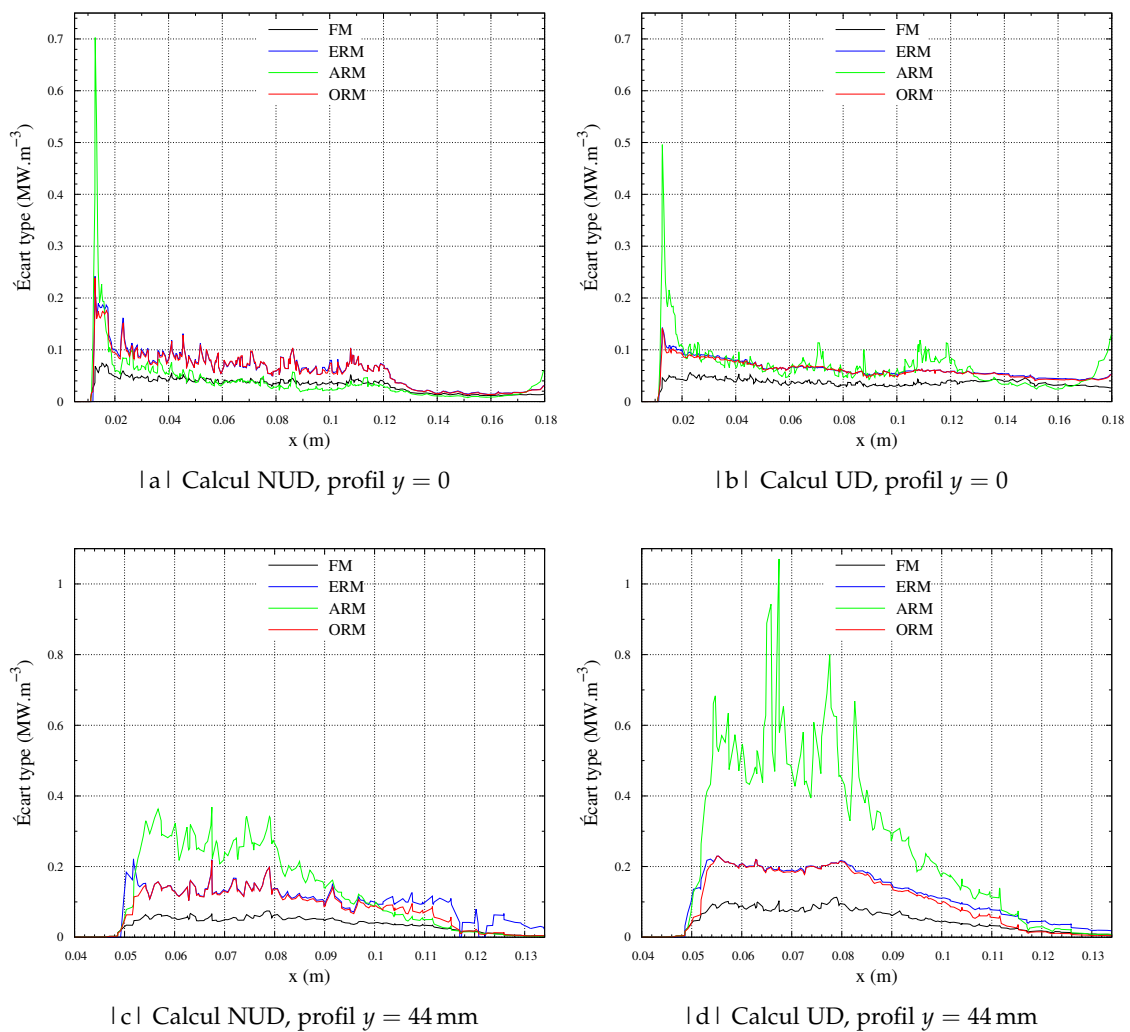 0.7
0.6
0.5
0.4
0.3
0.2
0.1
0
0.02 0.04 0.06 0.08 0.1 0.12 0.14 0.16 0.18
Écart type (MW.m⁻³)
x (m)
FM
ERM
ARM
ORM
|a| Calcul NUD, profil y = 0
0.7
0.6
0.5
0.4
0.3
0.2
0.1
0
0.02 0.04 0.06 0.08 0.1 0.12 0.14 0.16 0.18
Écart type (MW.m⁻³)
x (m)
FM
ERM
ARM
ORM
|b| Calcul UD, profil y = 0
1
0.8
0.6
0.4
0.2
0
0.04 0.05 0.06 0.07 0.08 0.09 0.1 0.11 0.12 0.13
Écart type (MW.m⁻³)
x (m)
FM
ERM
ARM
ORM
|c| Calcul NUD, profil y = 44 mm
1
0.8
0.6
0.4
0.2
0
0.04 0.05 0.06 0.07 0.08 0.09 0.1 0.11 0.12 0.13
Écart type (MW.m⁻³)
x (m)
FM
ERM
ARM
ORM
|d| Calcul UD, profil y = 44 mm